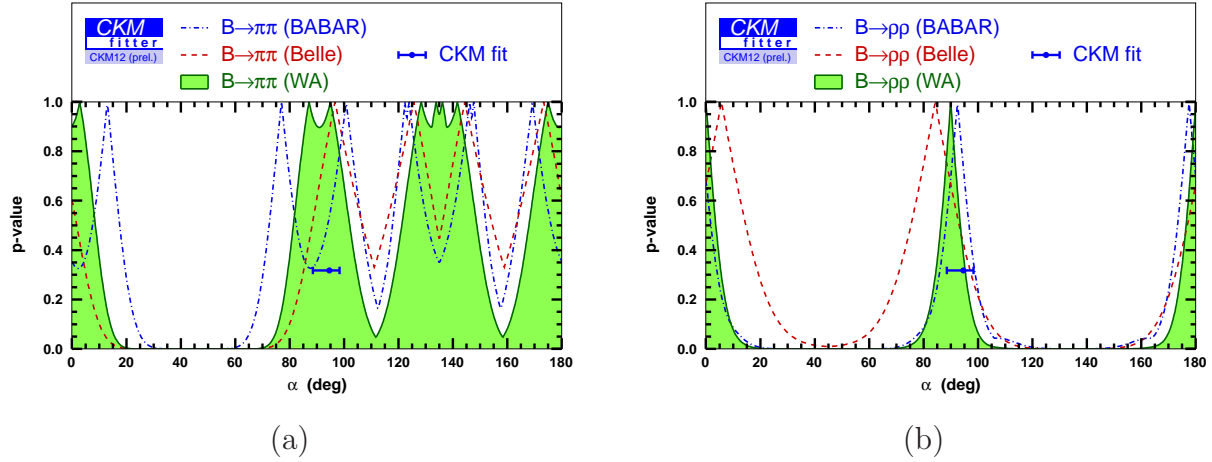 CKM
fitter
CKM12 (prel.)
B→ππ (BABAR)
B→ππ (Belle)
B→ππ (WA)
CKM fit
p-value
1.0
0.8
0.6
0.4
0.2
0.0
0 20 40 60 80 100 120 140 160 180
α (deg)
(a)
CKM
fitter
CKM12 (prel.)
B→ρρ (BABAR)
B→ρρ (Belle)
B→ρρ (WA)
CKM fit
p-value
1.0
0.8
0.6
0.4
0.2
0.0
0 20 40 60 80 100 120 140 160 180
α (deg)
(b)